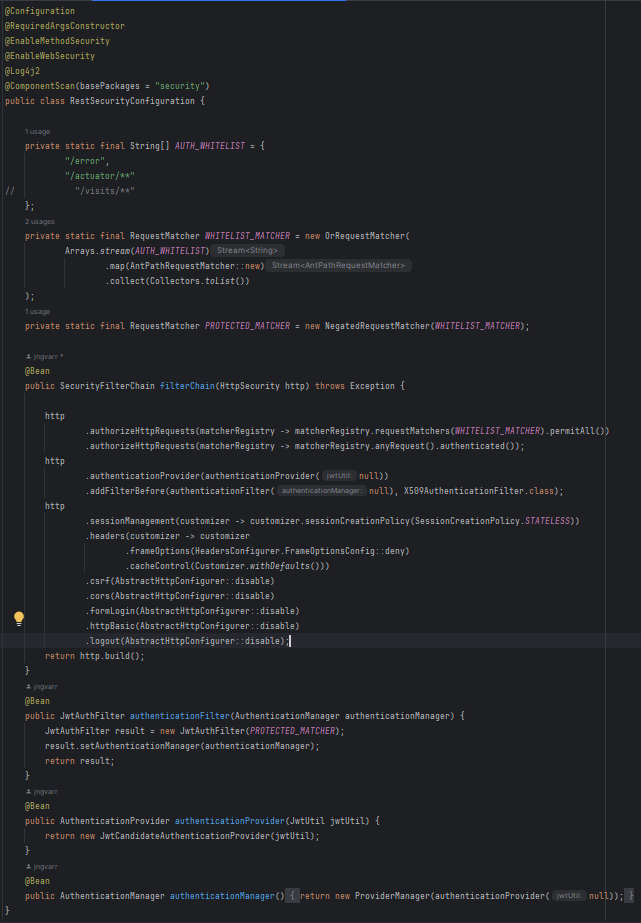 @Configuration
@RequiredArgsConstructor
@EnableMethodSecurity
@EnableWebSecurity
@Log4j2
@ComponentScan(basePackages = "security")
public class RestSecurityConfiguration {
1 usage
private static final String[] AUTH_WHITELIST = {
"/error",
"/actuator/**"
// "/visits/**"
};
2 usages
private static final RequestMatcher WHITELIST_MATCHER = new OrRequestMatcher(
Arrays.stream(AUTH_WHITELIST) Stream<String>
.map(AntPathRequestMatcher::new) Stream<AntPathRequestMatcher>
.collect(Collectors.toList())
);
1 usage
private static final RequestMatcher PROTECTED_MATCHER = new NegatedRequestMatcher(WHITELIST_MATCHER);
jngvarr *
@Bean
public SecurityFilterChain filterChain(HttpSecurity http) throws Exception {
http
.authorizeHttpRequests(matcherRegistry -> matcherRegistry.requestMatchers(WHITELIST_MATCHER).permitAll())
.authorizeHttpRequests(matcherRegistry -> matcherRegistry.anyRequest().authenticated());
http
.authenticationProvider(authenticationProvider( jwtUtil: null))
.addFilterBefore(authenticationFilter( authenticationManager: null), X509AuthenticationFilter.class);
http
.sessionManagement(customizer -> customizer.sessionCreationPolicy(SessionCreationPolicy.STATELESS))
.headers(customizer -> customizer
.frameOptions(HeadersConfigurer.FrameOptionsConfig::deny)
.cacheControl(Customizer.withDefaults()))
.csrf(AbstractHttpConfigurer::disable)
.cors(AbstractHttpConfigurer::disable)
.formLogin(AbstractHttpConfigurer::disable)
.httpBasic(AbstractHttpConfigurer::disable)
.logout(AbstractHttpConfigurer::disable);
return http.build();
}
jngvarr
@Bean
public JwtAuthFilter authenticationFilter(AuthenticationManager authenticationManager) {
JwtAuthFilter result = new JwtAuthFilter(PROTECTED_MATCHER);
result.setAuthenticationManager(authenticationManager);
return result;
}
jngvarr
@Bean
public AuthenticationProvider authenticationProvider(JwtUtil jwtUtil) {
return new JwtCandidateAuthenticationProvider(jwtUtil);
}
jngvarr
@Bean
public AuthenticationManager authenticationManager() { return new ProviderManager(authenticationProvider( jwtUtil: null)); }
}